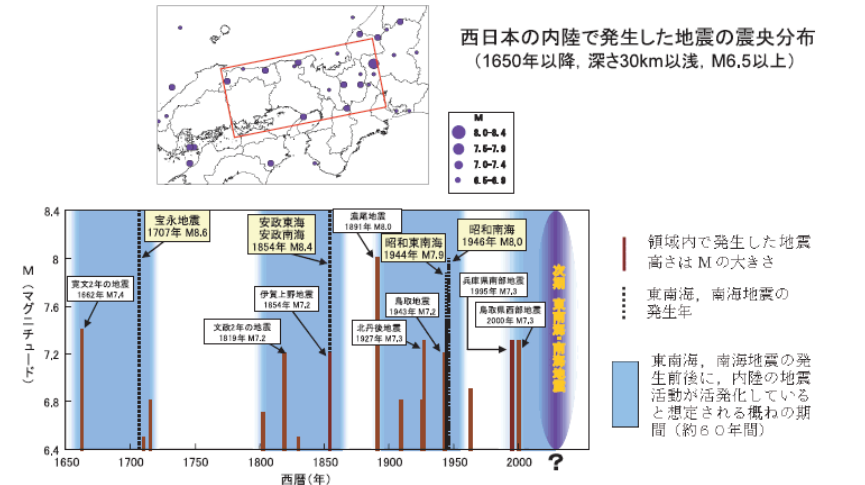 西日本の内陸で発生した地震の震央分布
(1650年以降, 深さ30km以浅, M6.5以上)
M
8.0-8.4
7.5-7.9
7.0-7.4
6.5-6.9
8.4
8
7.6
7.2
6.8
6.4
M(マグニチュード)
宝永地震
1707年 M8.6
安政東海
安政南海
1854年 M8.4
濃尾地震
1891年 M8.0
昭和東南海
1944年 M7.9
昭和南海
1946年 M8.0
寛文2年の地震
1662年 M7.4
伊賀上野地震
1854年 M7.2
文政2年の地震
1819年 M7.2
鳥取地震
1943年 M7.2
北丹後地震
1927年 M7.3
兵庫県南部地震
1995年 M7.3
鳥取県西部地震
2000年 M7.3
次期 東南海・南海地震
1650
1700
1750
1800
1850
1900
1950
2000
?
西暦(年)
領域内で発生した地震
高さはMの大きさ
東南海, 南海地震の
発生年
東南海, 南海地震の発
生前後に, 内陸の地震
活動が活発化している
と想定される概ねの期
間(約60年間)